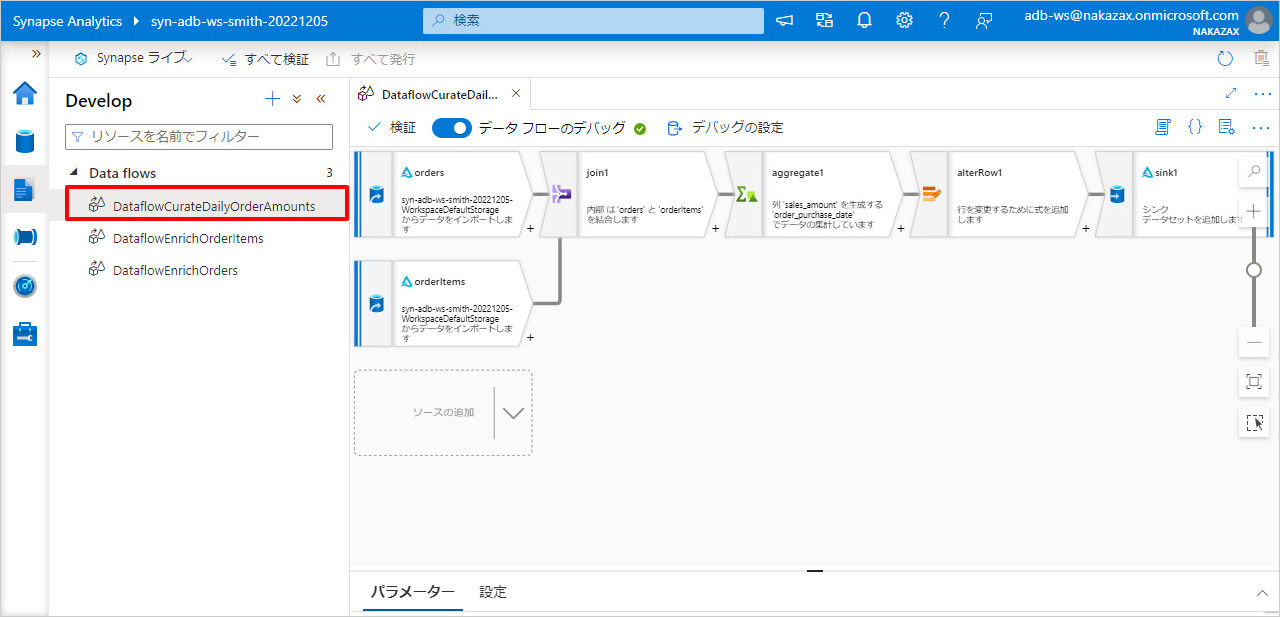 Synapse Analytics
syn-adb-ws-smith-20221205
検索
adb-ws@nakazax.onmicrosoft.com
NAKAZAX
Synapse ライブ
すべて検証
すべて発行
Develop
リソースを名前でフィルター
Data flows
3
DataflowCurateDailyOrderAmounts
DataflowEnrichOrderItems
DataflowEnrichOrders
DataflowCurateDail...
検証
データ フローのデバッグ
デバッグの設定
orders
syn-adb-ws-smith-20221205-
WorkspaceDefaultStorage
からデータをインポートしま
す
join1
内部 は 'orders' と 'orderItems'
を結合します
aggregate1
列 'sales_amount' を生成する
'order_purchase_date'
でデータの集計しています
alterRow1
行を変更するために式を追加
します
sink1
シンク
データセットを追加します
orderItems
syn-adb-ws-smith-20221205-
WorkspaceDefaultStorage
からデータをインポートしま
す
ソースの追加
パラメーター
設定